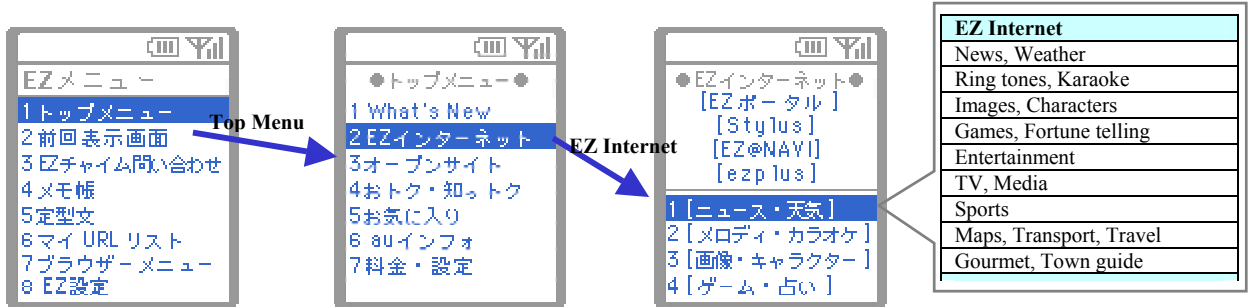 EZメニュー
1トップメニュー
2前回表示画面
3EZチャイム問い合わせ
4メモ帳
5定型文
6マイ URL リスト
7ブラウザーメニュー
8 EZ設定
Top Menu
●トップメニュー●
1 What's New
2EZインターネット
3オープンサイト
4おトク・知っトク
5お気に入り
6 auインフォ
7料金・設定
EZ Internet
●EZインターネット●
[EZポータル]
[Stylus]
[EZ@NAVI]
[ezplus]
1[ニュース・天気]
2[メロディ・カラオケ]
3[画像・キャラクター]
4[ゲーム・占い]
EZ Internet
News, Weather
Ring tones, Karaoke
Images, Characters
Games, Fortune telling
Entertainment
TV, Media
Sports
Maps, Transport, Travel
Gourmet, Town guide